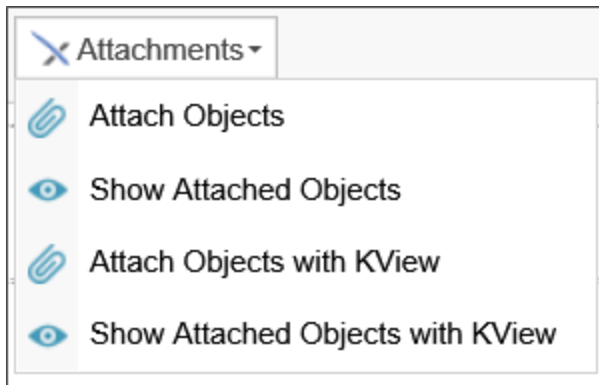 Attachments
Attach Objects
Show Attached Objects
Attach Objects with KView
Show Attached Objects with KView